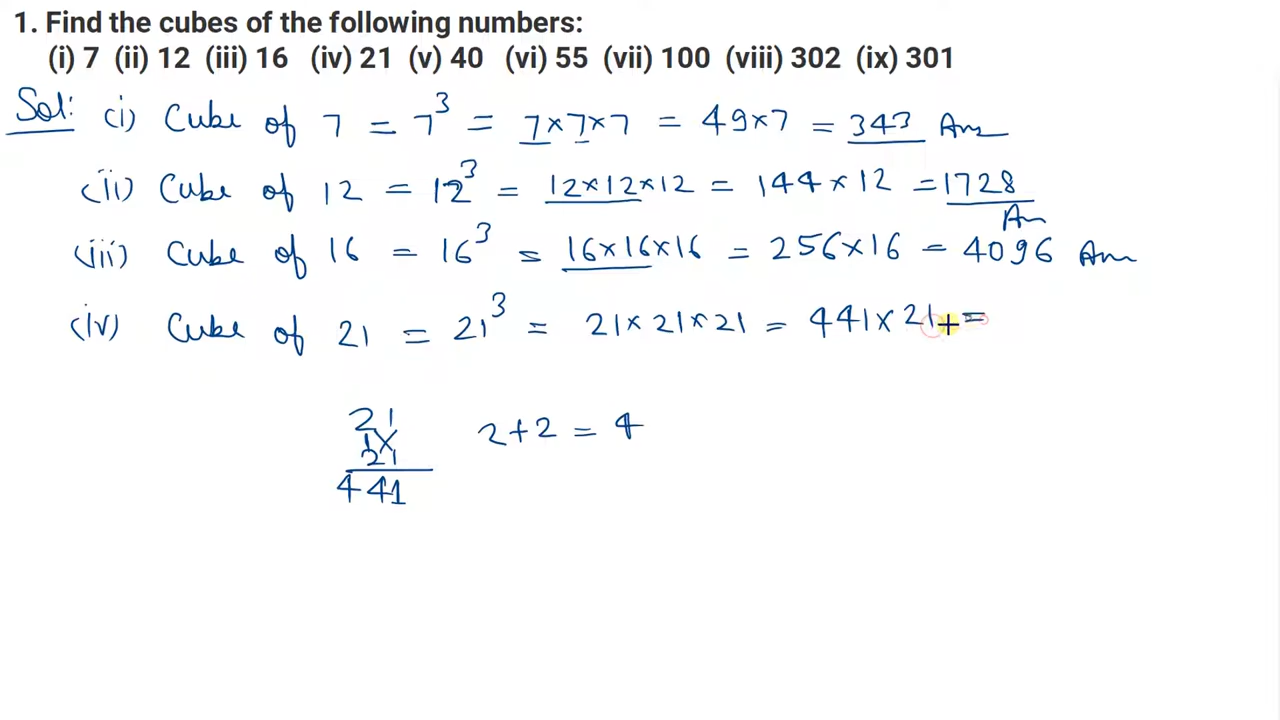 1. Find the cubes of the following numbers:
(i) 7 (ii) 12 (iii) 16 (iv) 21 (v) 40 (vi) 55 (vii) 100 (viii) 302 (ix) 301
Sol: (i) Cube of 7 = 7³ = 7×7×7 = 49×7 = 343 Ans
(ii) Cube of 12 = 12³ = 12×12×12 = 144×12 = 1728
Ans
(iii) Cube of 16 = 16³ = 16×16×16 = 256×16 = 4096 Ans
(iv) Cube of 21 = 21³ = 21×21×21 = 441×21 =
21 2+2 = 4
21
441